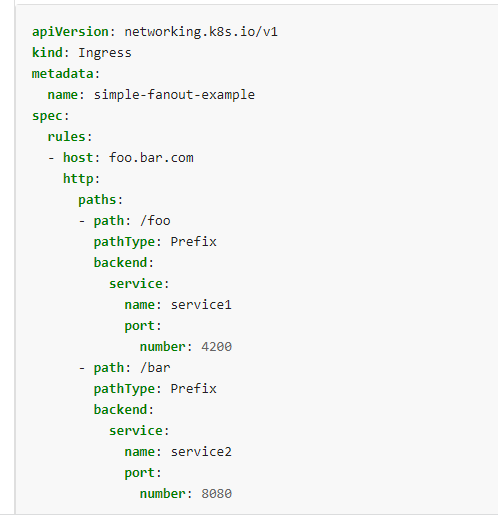 apiVersion: networking.k8s.io/v1
kind: Ingress
metadata:
  name: simple-fanout-example
spec:
  rules:
  - host: foo.bar.com
    http:
      paths:
      - path: /foo
        pathType: Prefix
        backend:
          service:
            name: service1
            port:
              number: 4200
      - path: /bar
        pathType: Prefix
        backend:
          service:
            name: service2
            port:
              number: 8080